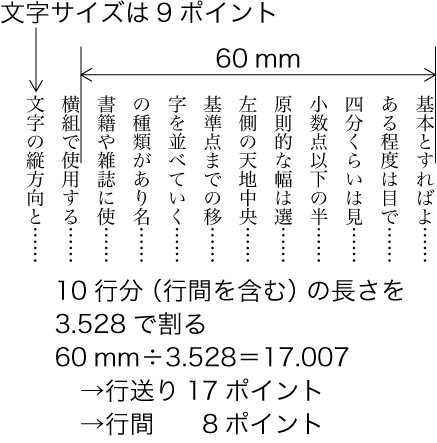 文字サイズは9ポイント
60 mm
基本とすればよ……
ある程度は目で……
四分くらいは見……
小数点以下の半……
原則的な幅は選……
左側の天地中央……
基準点までの移……
字を並べていく……
の種類があり名……
書籍や雑誌に使……
横組で使用する……
文字の縦方向と……
10 行分（行間を含む）の長さを
3.528 で割る
60 mm÷3.528＝17.007
→行送り 17 ポイント
→行間　　8 ポイント